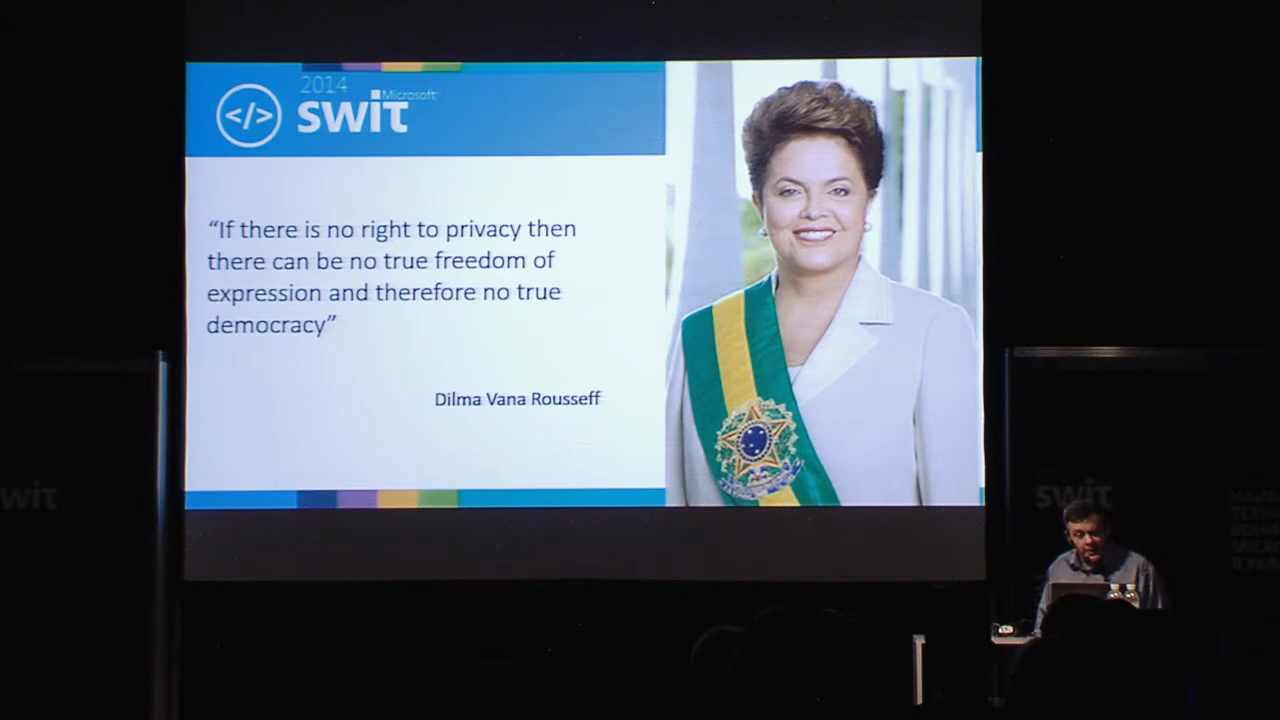 2014
Microsoft
</>
swit
“If there is no right to privacy then
there can be no true freedom of
expression and therefore no true
democracy”
Dilma Vana Rousseff
swit
swit